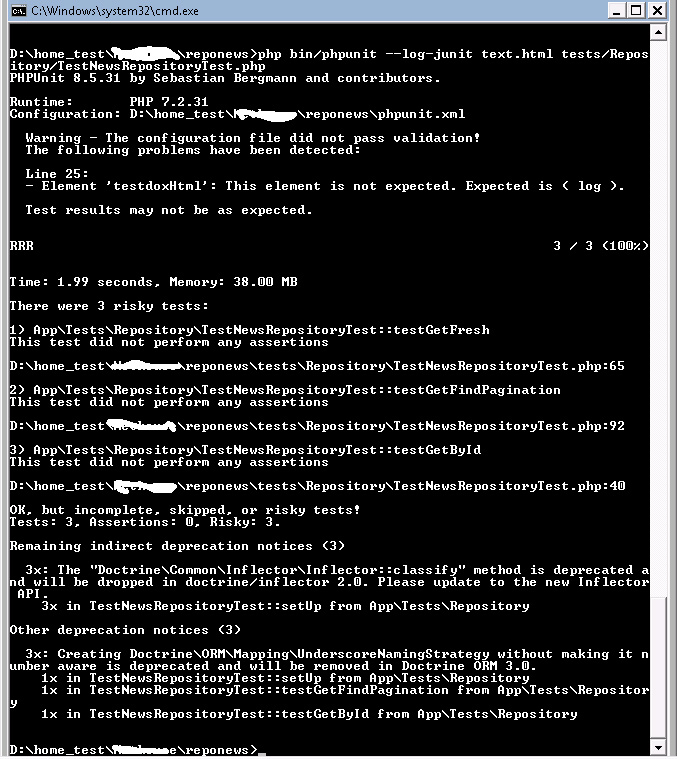 C:\Windows\system32\cmd.exe
D:\home_test\ \reponews>php bin/phpunit --log-junit text.html tests/Repos
itory/TestNewsRepositoryTest.php
PHPUnit 8.5.31 by Sebastian Bergmann and contributors.
Runtime: PHP 7.2.31
Configuration: D:\home_test\ \reponews\phpunit.xml
Warning - The configuration file did not pass validation!
The following problems have been detected:
Line 25:
- Element 'testdoxHtml': This element is not expected. Expected is ( log ).
Test results may not be as expected.
RRR 3 / 3 (100%)
Time: 1.99 seconds, Memory: 38.00 MB
There were 3 risky tests:
1) App\Tests\Repository\TestNewsRepositoryTest::testGetFresh
This test did not perform any assertions
D:\home_test\ \reponews\tests\Repository\TestNewsRepositoryTest.php:65
2) App\Tests\Repository\TestNewsRepositoryTest::testGetFindPagination
This test did not perform any assertions
D:\home_test\ \reponews\tests\Repository\TestNewsRepositoryTest.php:92
3) App\Tests\Repository\TestNewsRepositoryTest::testGetById
This test did not perform any assertions
D:\home_test\ \reponews\tests\Repository\TestNewsRepositoryTest.php:40
OK, but incomplete, skipped, or risky tests!
Tests: 3, Assertions: 0, Risky: 3.
Remaining indirect deprecation notices (3)
3x: The "Doctrine\Common\Inflector\Inflector::classify" method is deprecated a
nd will be dropped in doctrine/inflector 2.0. Please update to the new Inflector
API.
3x in TestNewsRepositoryTest::setUp from App\Tests\Repository
Other deprecation notices (3)
3x: Creating Doctrine\ORM\Mapping\UnderscoreNamingStrategy without making it n
umber aware is deprecated and will be removed in Doctrine ORM 3.0.
1x in TestNewsRepositoryTest::setUp from App\Tests\Repository
1x in TestNewsRepositoryTest::testGetFindPagination from App\Tests\Repositor
y
1x in TestNewsRepositoryTest::testGetById from App\Tests\Repository
D:\home_test\ \reponews>_